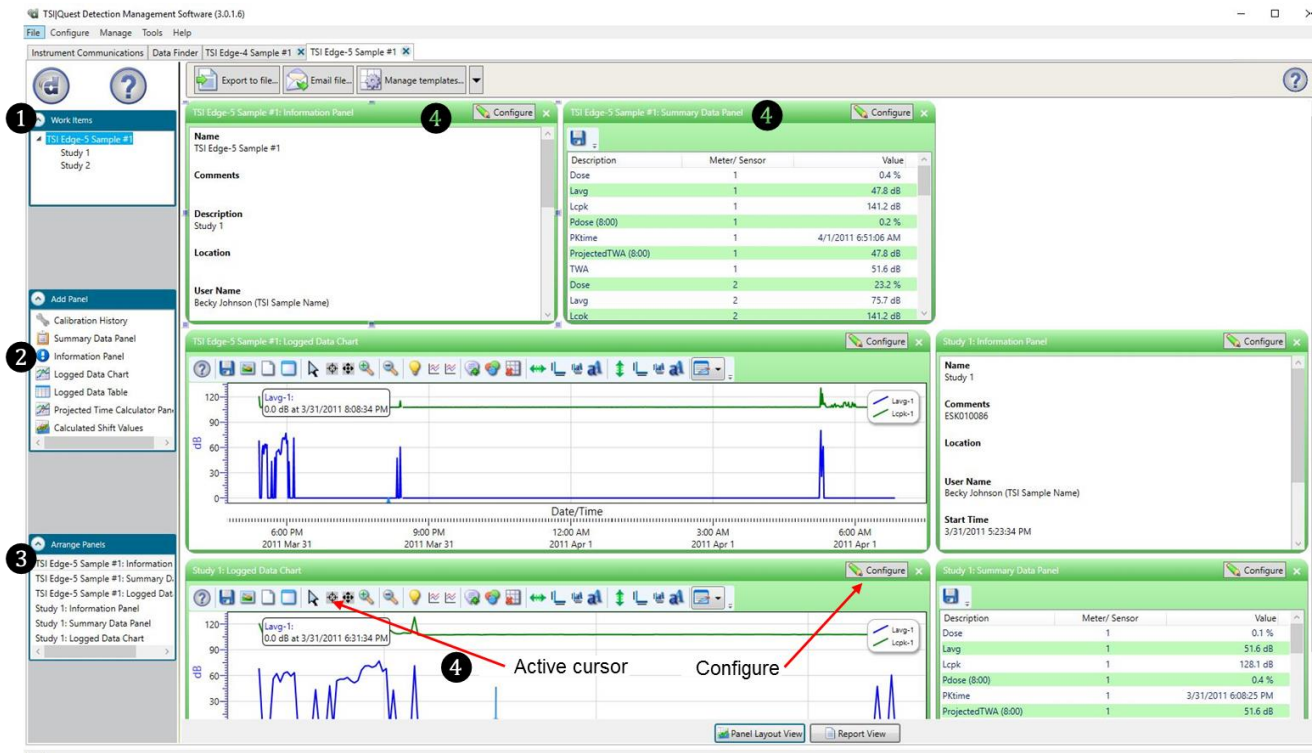 TSI|Quest Detection Management Software (3.0.1.6)
File Configure Manage Tools Help
Instrument Communications Data Finder TSI Edge-4 Sample #1 TSI Edge-5 Sample #1
Export to file... Email file... Manage templates...
1
Work Items
TSI Edge-5 Sample #1
Study 1
Study 2
Add Panel
Calibration History
Summary Data Panel
2
Information Panel
Logged Data Chart
Logged Data Table
Projected Time Calculator Pan
Calculated Shift Values
3
Arrange Panels
TSI Edge-5 Sample #1: Information
TSI Edge-5 Sample #1: Summary D
TSI Edge-5 Sample #1: Logged Dat
Study 1: Information Panel
Study 1: Summary Data Panel
Study 1: Logged Data Chart
TSI Edge-5 Sample #1: Information Panel
4
Configure
Name
TSI Edge-5 Sample #1
Comments
Description
Study 1
Location
User Name
Becky Johnson (TSI Sample Name)
TSI Edge-5 Sample #1: Summary Data Panel
4
Configure
Description Meter/ Sensor Value
Dose 1 0.4 %
Lavg 1 47.8 dB
Lcpk 1 141.2 dB
Pdose (8:00) 1 0.2 %
PKtime 1 4/1/2011 6:51:06 AM
ProjectedTWA (8:00) 1 47.8 dB
TWA 1 51.6 dB
Dose 2 23.2 %
Lavg 2 75.7 dB
Lcpk 2 141.2 dB
TSI Edge-5 Sample #1: Logged Data Chart
Configure
120
90
60
30
0
dB
Lavg-1:
0.0 dB at 3/31/2011 8:08:34 PM
Lavg-1
Lcpk-1
Date/Time
6:00 PM 9:00 PM 12:00 AM 3:00 AM 6:00 AM
2011 Mar 31 2011 Mar 31 2011 Apr 1 2011 Apr 1 2011 Apr 1
Study 1: Information Panel
Configure
Name
Study 1
Comments
ESK010086
Location
User Name
Becky Johnson (TSI Sample Name)
Start Time
3/31/2011 5:23:34 PM
Study 1: Logged Data Chart
Configure
120
90
60
30
dB
Lavg-1:
0.0 dB at 3/31/2011 6:31:34 PM
Lavg-1
Lcpk-1
4
Active cursor
Configure
Study 1: Summary Data Panel
Configure
Description Meter/ Sensor Value
Dose 1 0.1 %
Lavg 1 51.6 dB
Lcpk 1 128.1 dB
Pdose (8:00) 1 0.4 %
PKtime 1 3/31/2011 6:08:25 PM
ProjectedTWA (8:00) 1 51.6 dB
Panel Layout View Report View